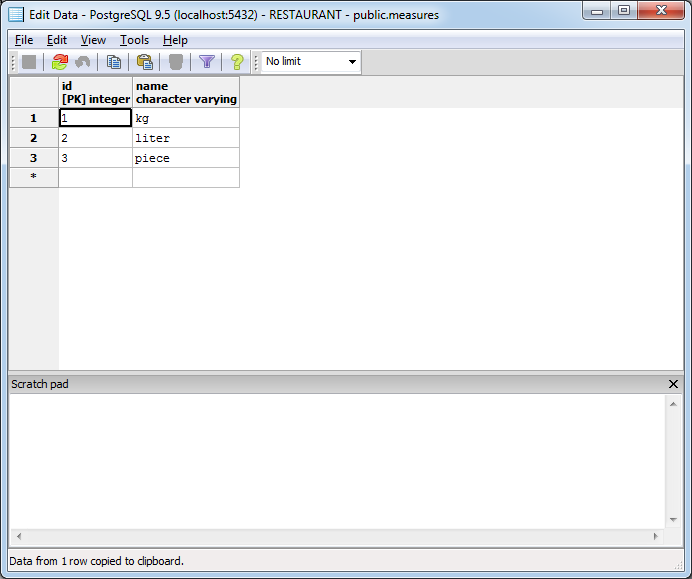 Edit Data - PostgreSQL 9.5 (localhost:5432) - RESTAURANT - public.measures
File Edit View Tools Help
No limit
id name
[PK] integer character varying
1 1 kg
2 2 liter
3 3 piece
*
Scratch pad
Data from 1 row copied to clipboard.